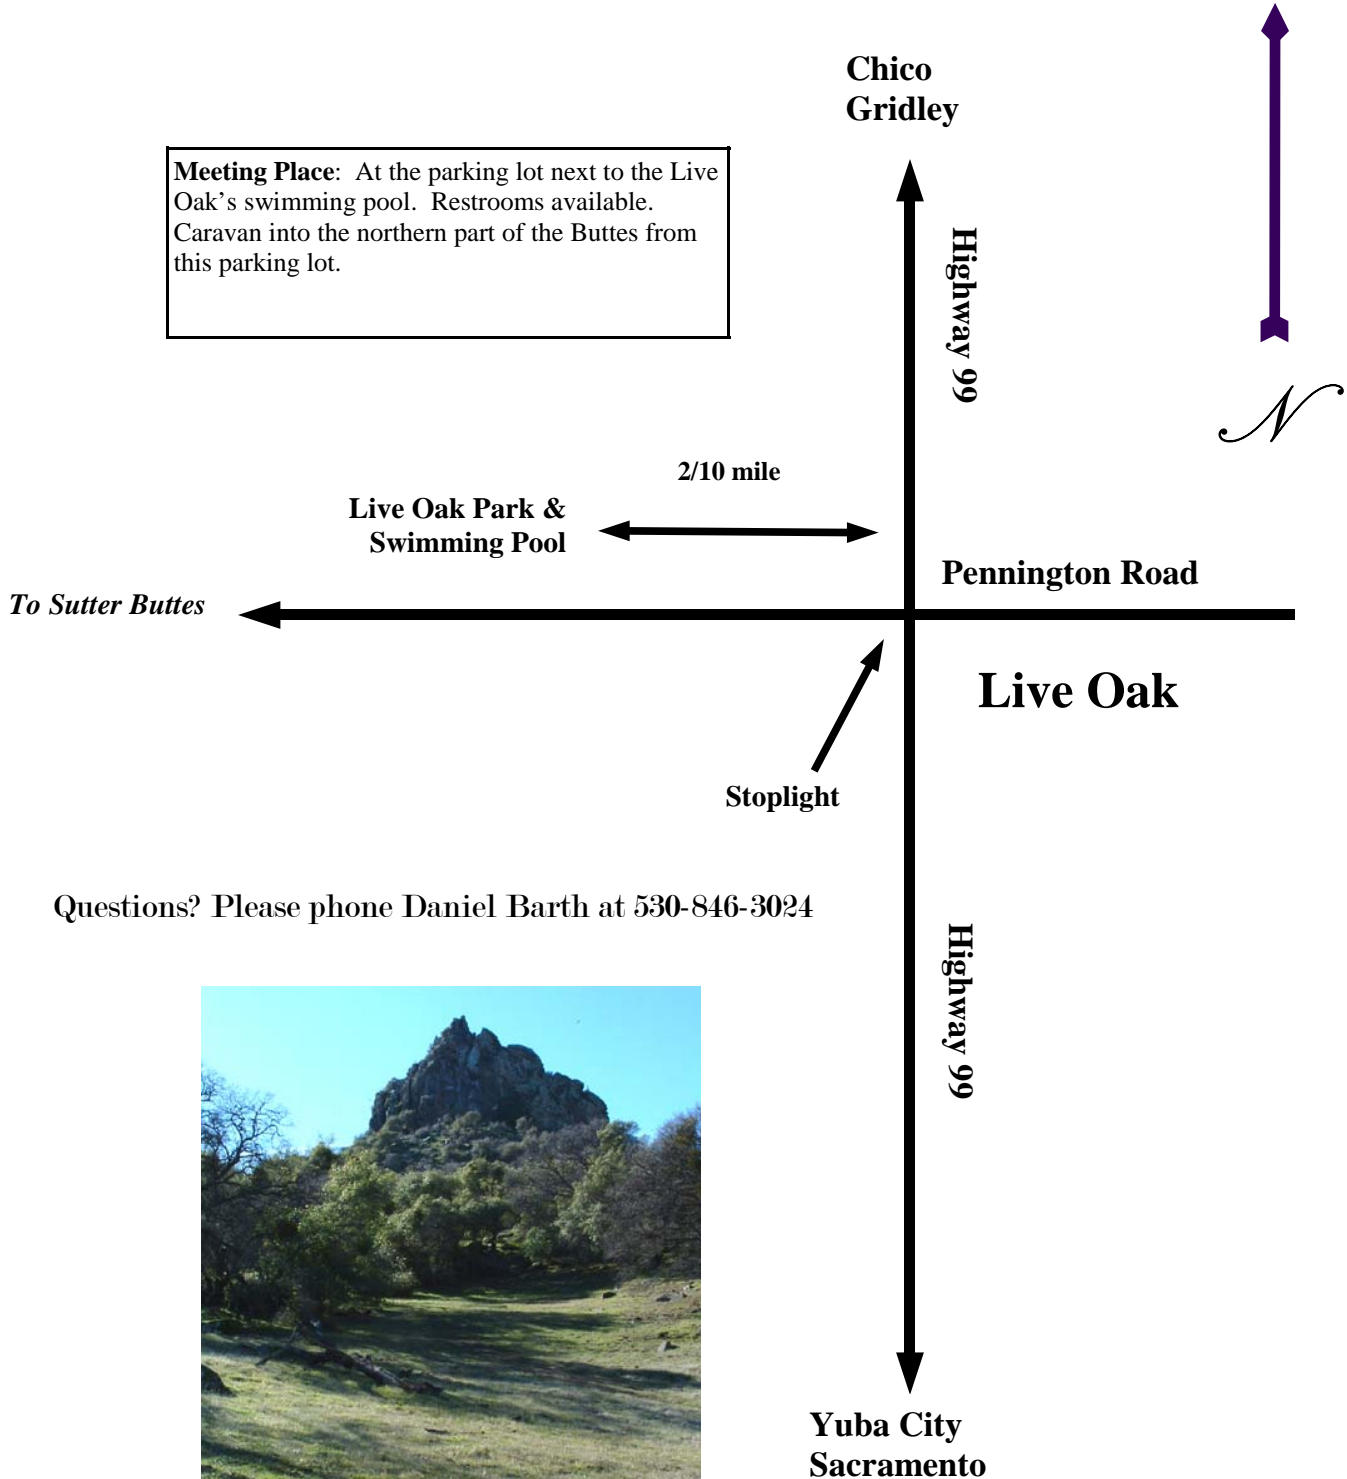 Chico
Gridley
Meeting Place: At the parking lot next to the Live
Oak's swimming pool. Restrooms available.
Caravan into the northern part of the Buttes from
this parking lot.
Highway 99
N
2/10 mile
Live Oak Park &
Swimming Pool
Pennington Road
To Sutter Buttes
Live Oak
Stoplight
Questions? Please phone Daniel Barth at 530-846-3024
Highway 99
Yuba City
Sacramento